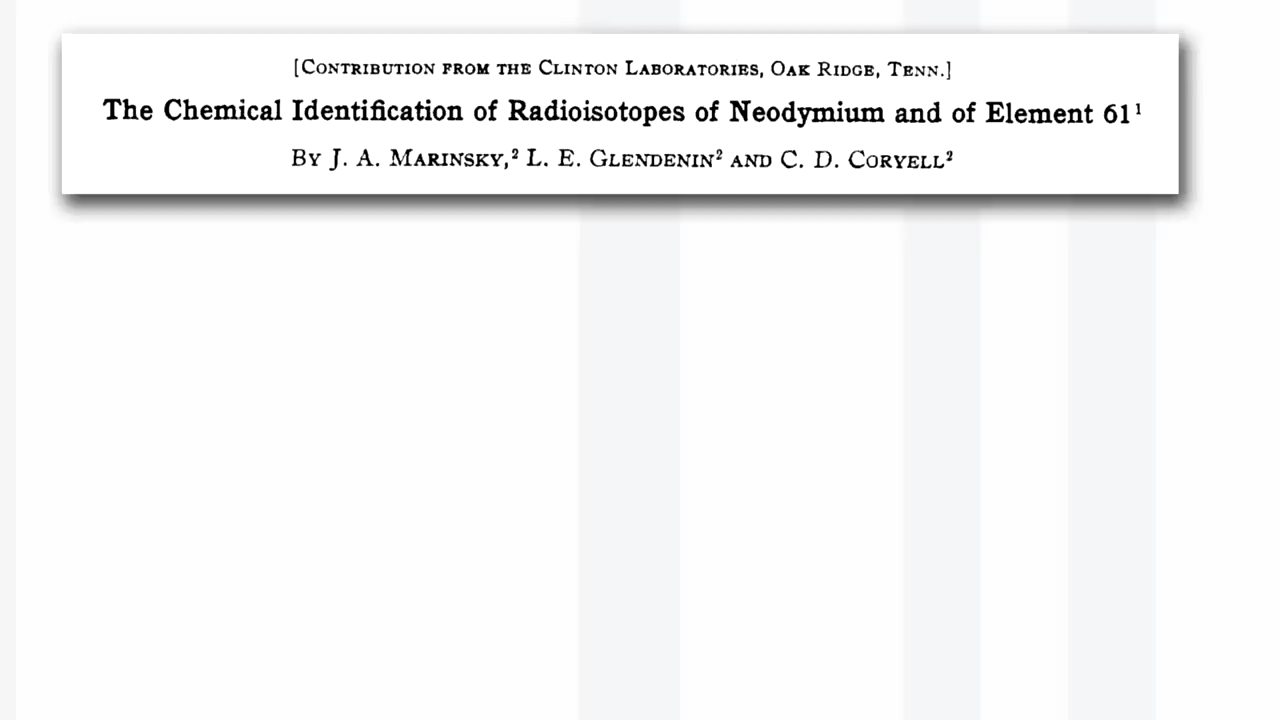 [Contribution from the Clinton Laboratories, Oak Ridge, Tenn.]
The Chemical Identification of Radioisotopes of Neodymium and of Element 61¹
By J. A. Marinsky,² L. E. Glendenin² and C. D. Coryell²